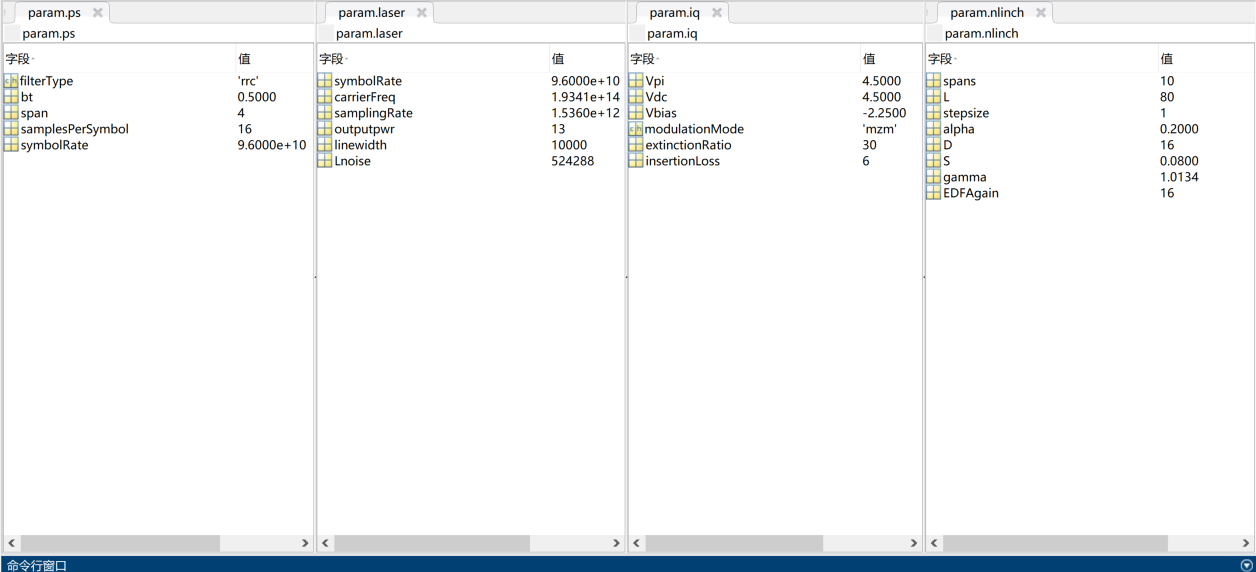 param.ps
param.ps
字段 值
filterType 'rrc'
bt 0.5000
span 4
samplesPerSymbol 16
symbolRate 9.6000e+10
param.laser
param.laser
字段 值
symbolRate 9.6000e+10
carrierFreq 1.9341e+14
samplingRate 1.5360e+12
outputpwr 13
linewidth 10000
Lnoise 524288
param.iq
param.iq
字段 值
Vpi 4.5000
Vdc 4.5000
Vbias -2.2500
modulationMode 'mzm'
extinctionRatio 30
insertionLoss 6
param.nlinch
param.nlinch
字段 值
spans 10
L 80
stepsize 1
alpha 0.2000
D 16
S 0.0800
gamma 1.0134
EDFAgain 16
命令行窗口